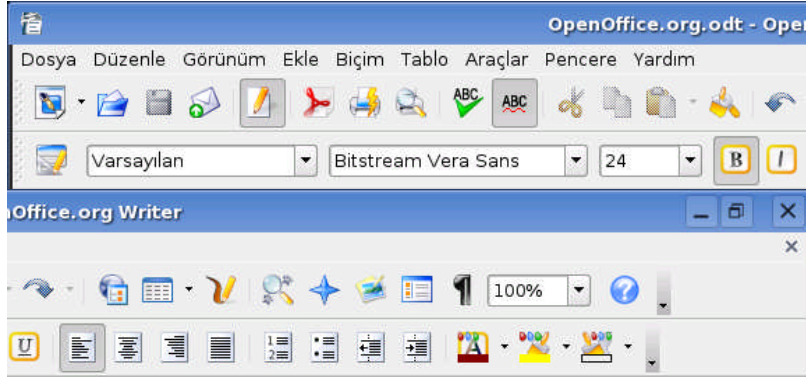 OpenOffice.org.odt - Ope
Dosya Düzenle Görünüm Ekle Biçim Tablo Araçlar Pencere Yardım
ABC ABC
Varsayılan Bitstream Vera Sans 24 B I
nOffice.org Writer
100% ?
U A